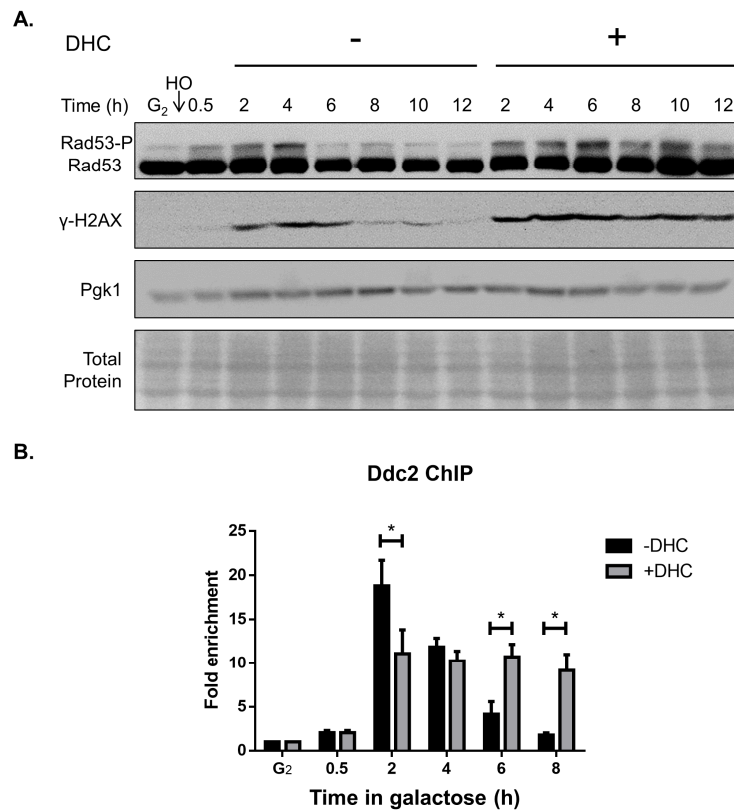 A.
DHC - +
HO
Time (h) G2 ↓ 0.5 2 4 6 8 10 12 2 4 6 8 10 12
Rad53-P
Rad53
γ-H2AX
Pgk1
Total
Protein
B.
Ddc2 ChIP
25
20
15
10
5
0
Fold enrichment
* * *
-DHC
+DHC
G2 0.5 2 4 6 8
Time in galactose (h)